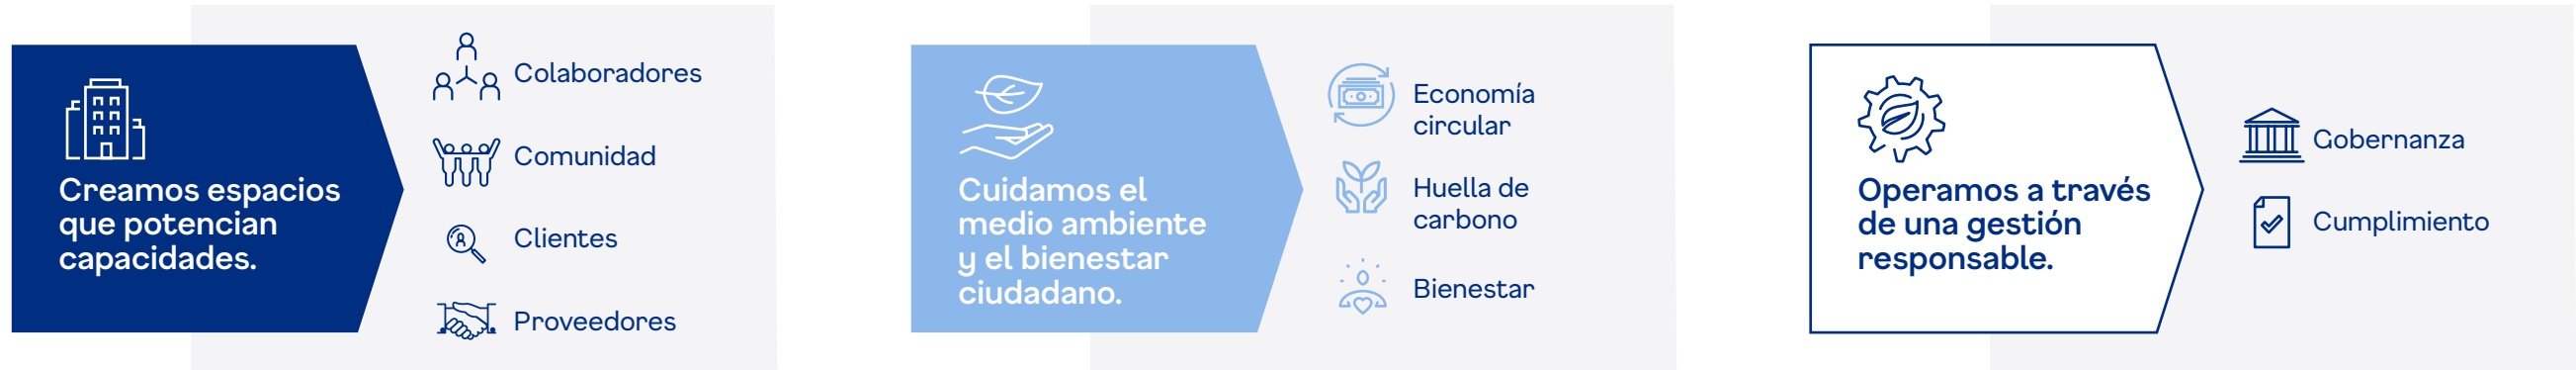 Creamos espacios
que potencian
capacidades.
Colaboradores
Comunidad
Clientes
Proveedores
Cuidamos el
medio ambiente
y el bienestar
ciudadano.
Economía
circular
Huella de
carbono
Bienestar
Operamos a través
de una gestión
responsable.
Gobernanza
Cumplimiento